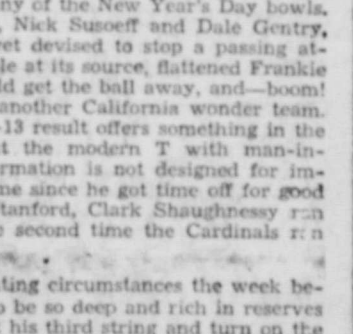 ny of the New Year's Day bowls.
, Nick Susoeff and Dale Gentry,
et devised to stop a passing at-
le at its source, flattened Frankie
ld get the ball away, and—boom!
another California wonder team.
-13 result offers something in the
t the modern T with man-in-
rmation is not designed for im-
me since he got time off for good
tanford, Clark Shaughnessy ran
e second time the Cardinals ran
ting circumstances the week be-
o be so deep and rich in reserves
his third string and turn on the